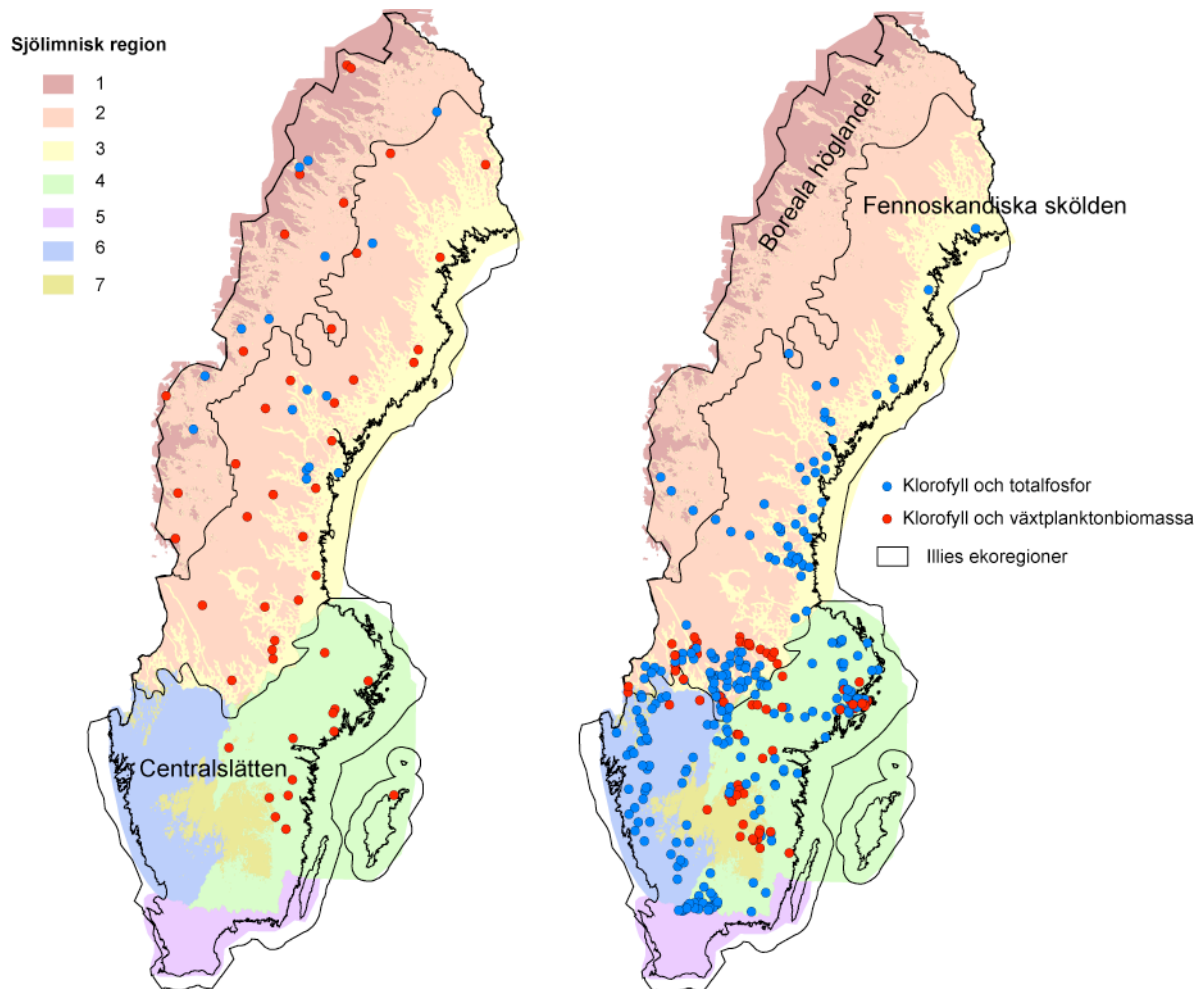 Sjölimnisk region
1
2
3
4
5
6
7
Centralslätten
Boreala höglandet
Fennoskandiska skölden
Klorofyll och totalfosfor
Klorofyll och växtplanktonbiomassa
Illies ekoregioner